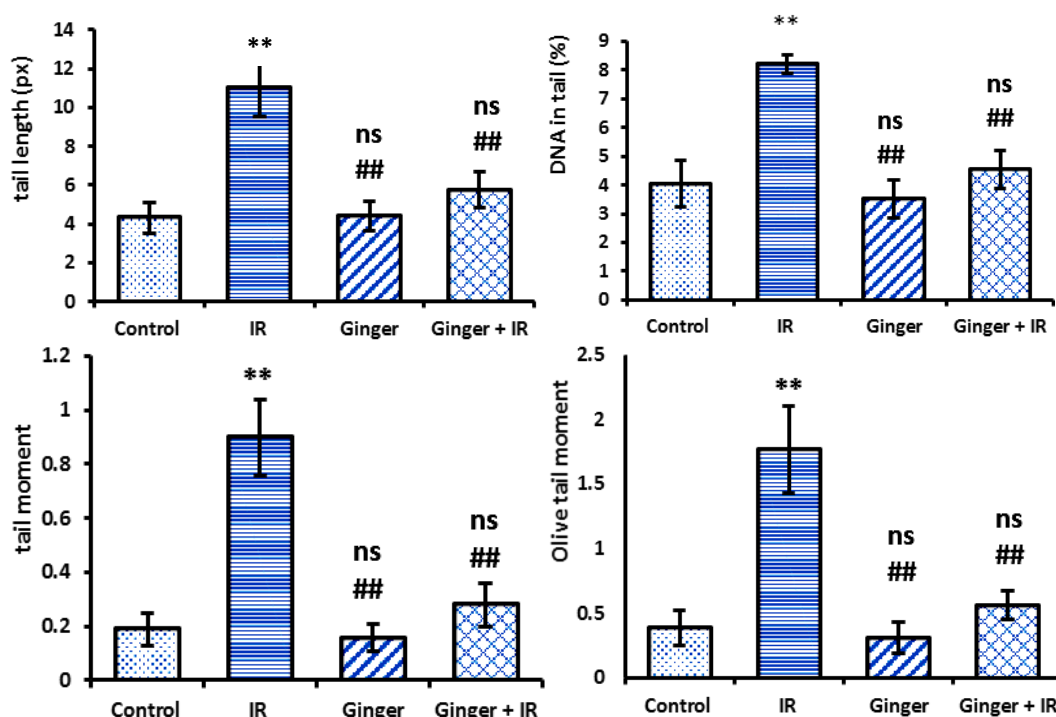 tail length (px)
14
12
10
8
6
4
2
0
**
ns
##
ns
##
Control IR Ginger Ginger + IR
DNA in tail (%)
9
8
7
6
5
4
3
2
1
0
**
ns
##
ns
##
Control IR Ginger Ginger + IR
tail moment
1.2
1
0.8
0.6
0.4
0.2
0
**
ns
##
ns
##
Control IR Ginger Ginger + IR
Olive tail moment
2.5
2
1.5
1
0.5
0
**
ns
##
ns
##
Control IR Ginger Ginger + IR